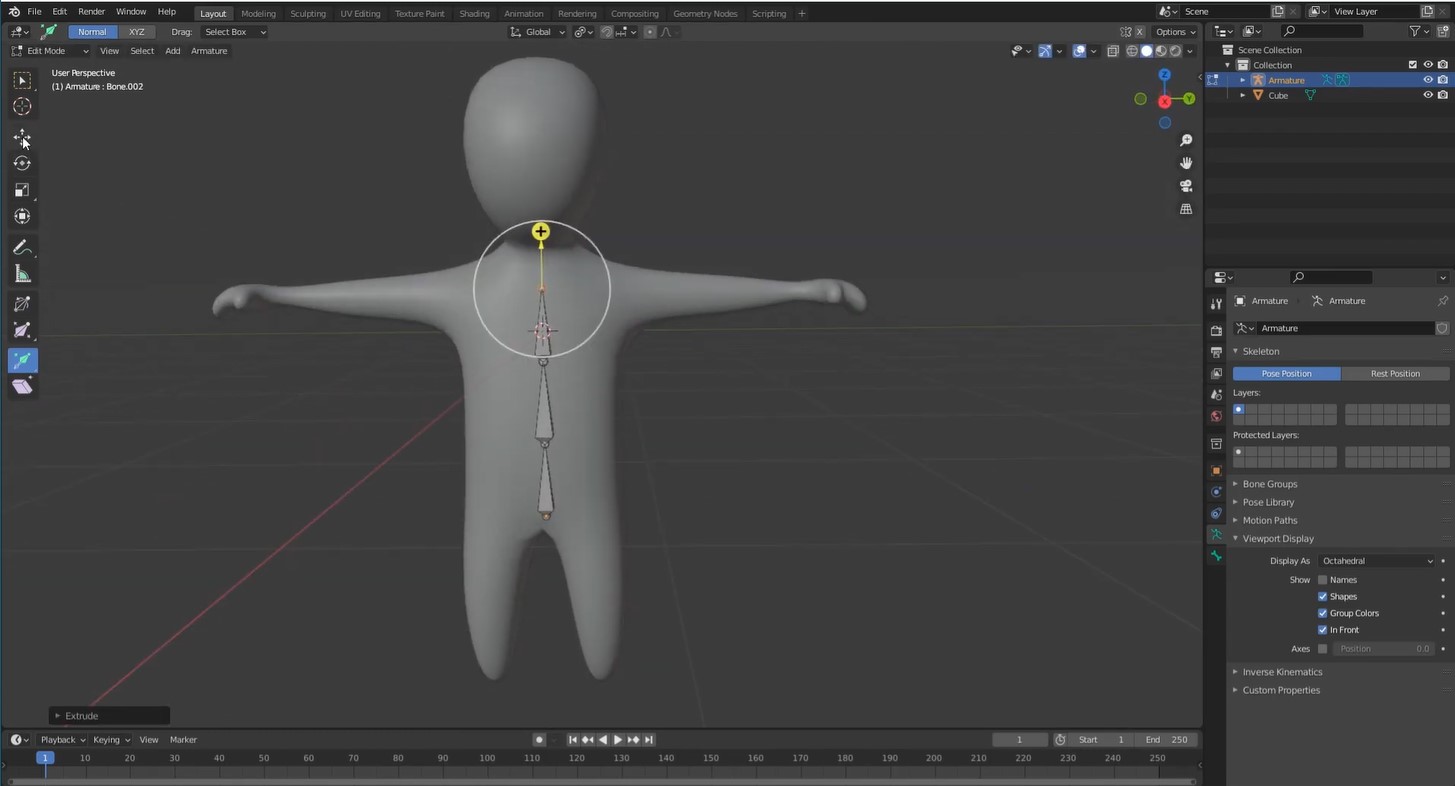 File Edit Render Window Help Layout Modeling Sculpting UV Editing Texture Paint Shading Animation Rendering Compositing Geometry Nodes Scripting + Scene View Layer
Normal XYZ Drag: Select Box Global Options
Edit Mode View Select Add Armature
User Perspective
(1) Armature : Bone.002
Z
Y
X
Extrude
Scene Collection
Collection
Armature
Cube
Armature Armature
Armature
Skeleton
Pose Position Rest Position
Layers:
Protected Layers:
Bone Groups
Pose Library
Motion Paths
Viewport Display
Display As Octahedral
Show Names
Shapes
Group Colors
In Front
Axes Position 0.0
Inverse Kinematics
Custom Properties
Playback Keying View Marker 1 Start 1 End 250
1 10 20 30 40 50 60 70 80 90 100 110 120 130 140 150 160 170 180 190 200 210 220 230 240 250